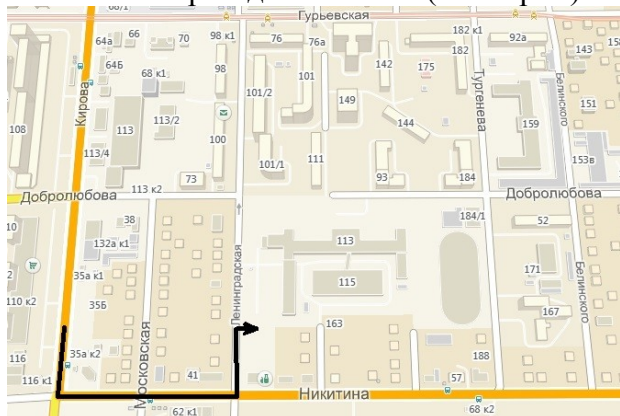 68/1
Гурьевская
64а
66
70
98 к1
76
76а
182 к1
92а
143
64Б
68 к1
98
101
142
175
182
Тургенева
Белинского
Кирова
101/2
149
151
108
113
113/2
100
144
159
113/4
101/1
111
153в
113 к2
73
93
184
Добролюбова
Добролюбова
38
184/1
52
10
132а к1
Ленинградская
113
35а к1
171
Белинского
110 к2
35Б
115
167
163
Московская
116
35а к2
188
116 к1
41
57
Никитина
62 к1
68 к2